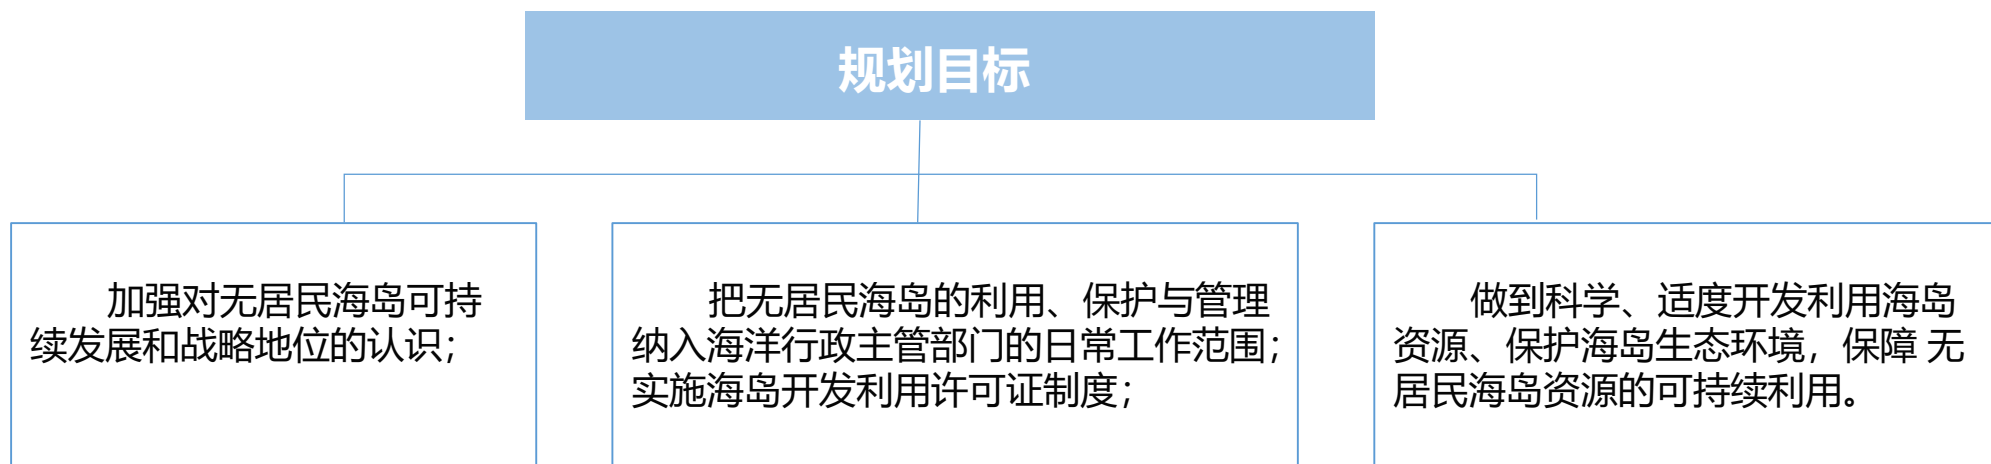 规划目标
加强对无居民海岛可持
续发展和战略地位的认识；
把无居民海岛的利用、保护与管理
纳入海洋行政主管部门的日常工作范围；
实施海岛开发利用许可证制度；
做到科学、适度开发利用海岛
资源、保护海岛生态环境，保障 无
居民海岛资源的可持续利用。